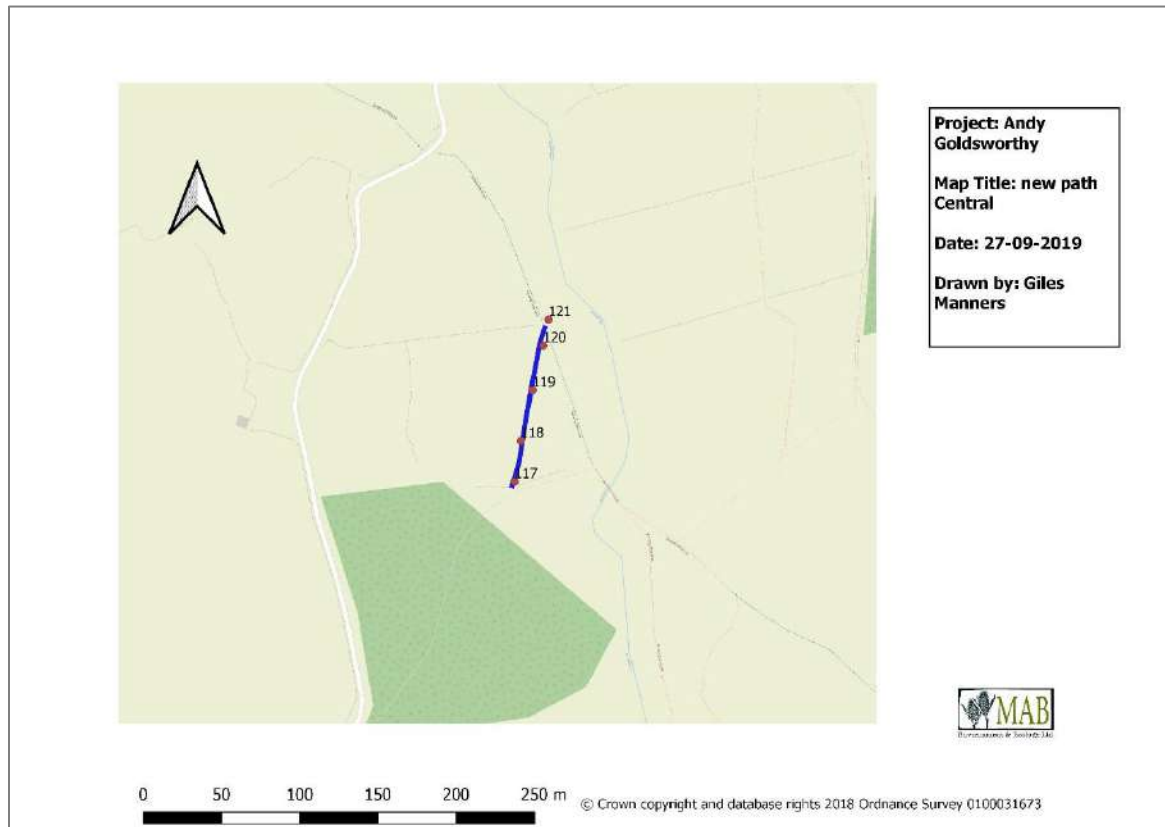 Project: Andy
Goldsworthy
Map Title: new path
Central
Date: 27-09-2019
Drawn by: Giles
Manners
121
120
119
118
117
MAB
0 50 100 150 200 250 m
© Crown copyright and database rights 2018 Ordnance Survey 0100031673